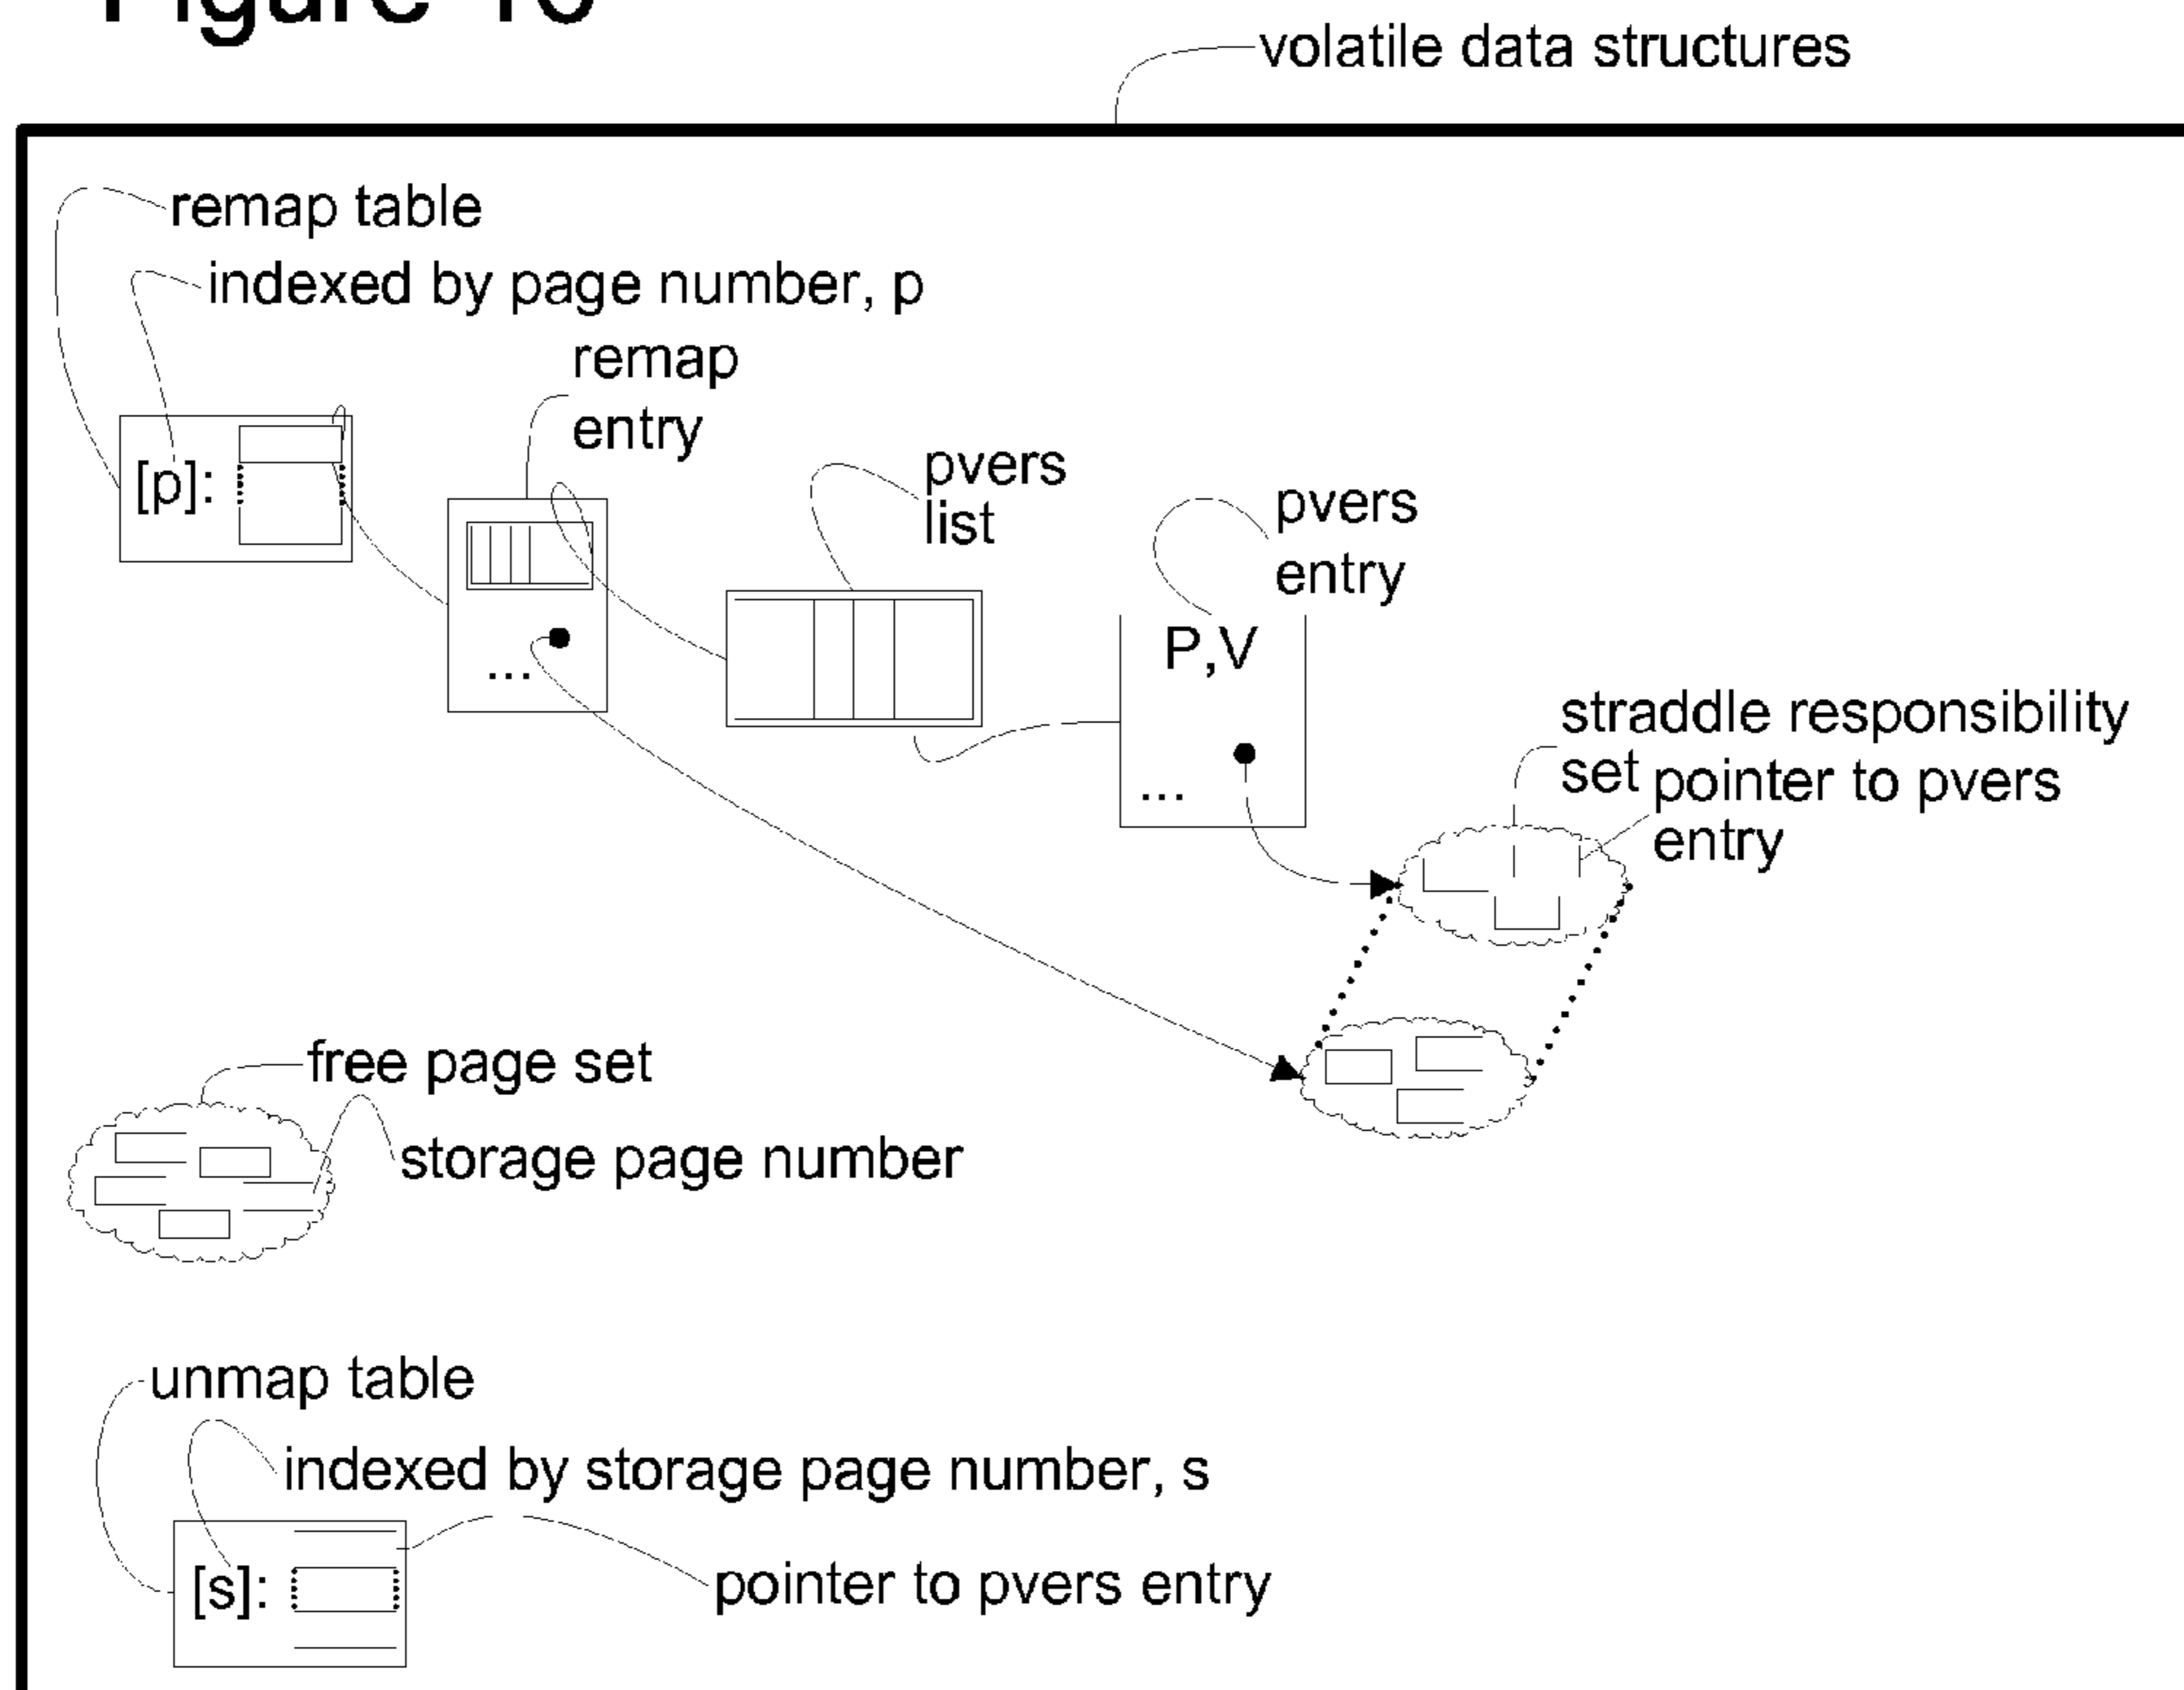 volatile data structures
remap table
indexed by page number, p
remap
entry
[p]:
pvers
list
pvers
entry
...
P,V
...
straddle responsibility
set
pointer to pvers
entry
free page set
storage page number
unmap table
indexed by storage page number, s
[s]:
pointer to pvers entry